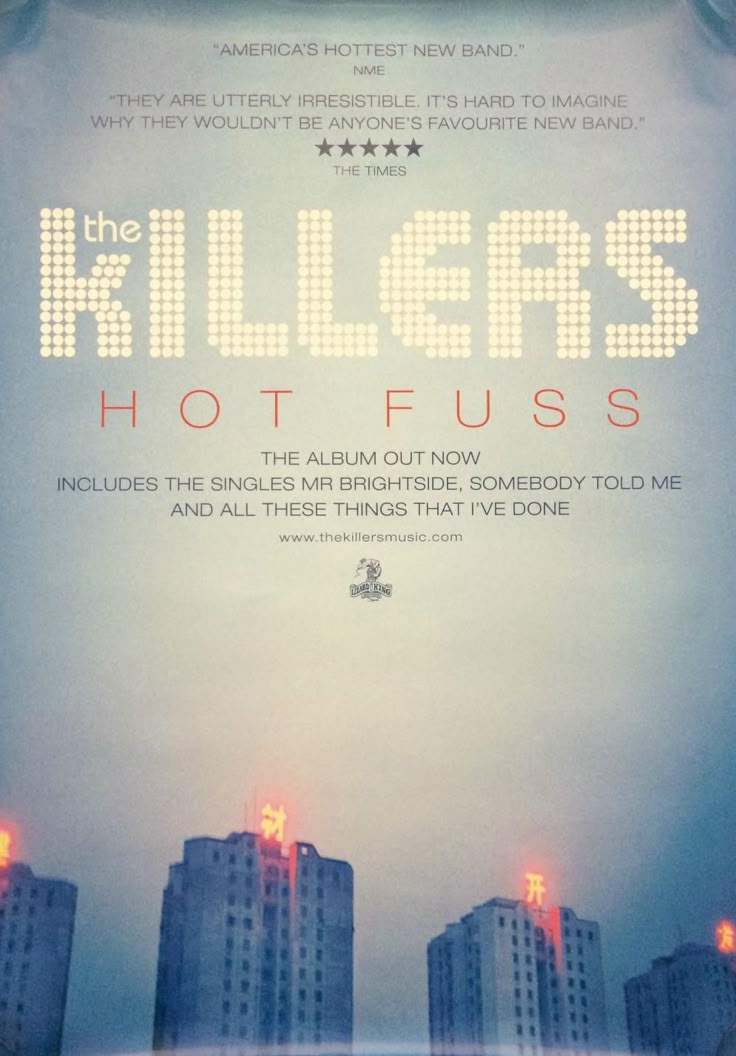 “AMERICA’S HOTTEST NEW BAND.”
NME
“THEY ARE UTTERLY IRRESISTIBLE. IT’S HARD TO IMAGINE
WHY THEY WOULDN’T BE ANYONE’S FAVOURITE NEW BAND.”
★★★★★
THE TIMES
the
KILLERS
HOT FUSS
THE ALBUM OUT NOW
INCLUDES THE SINGLES MR BRIGHTSIDE, SOMEBODY TOLD ME
AND ALL THESE THINGS THAT I’VE DONE
www.thekillersmusic.com
LIZARD KING
开